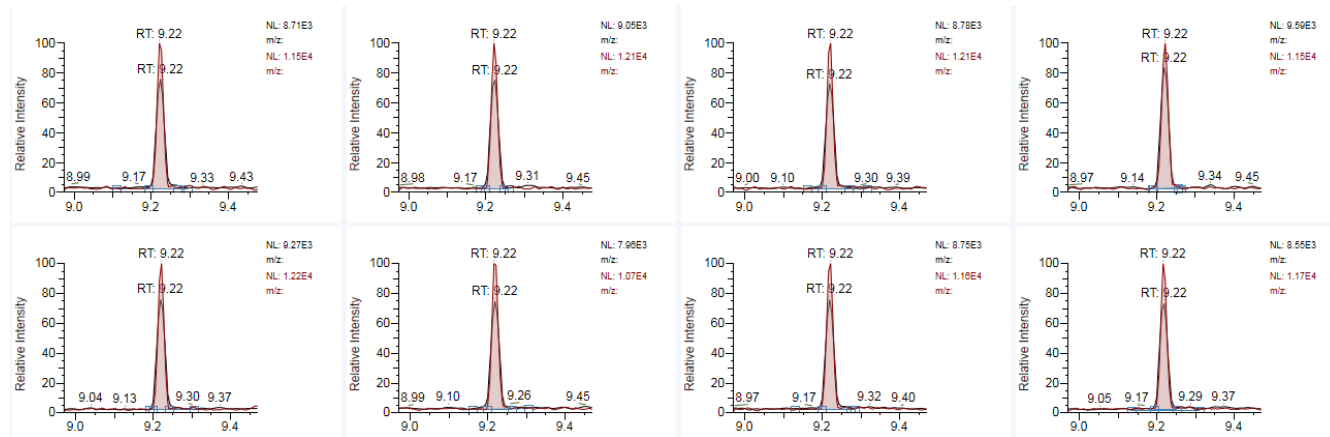 NL: 8.71E3
RT: 9.22
m/z:
100
NL: 1.15E4
RT: 9.22
m/z:
80
60
40
20
8.99 9.17 9.33 9.43
0
9.0 9.2 9.4
Relative Intensity
NL: 9.05E3
RT: 9.22
m/z:
100
NL: 1.21E4
RT: 9.22
m/z:
80
60
40
20
8.98 9.17 9.31 9.45
0
9.0 9.2 9.4
Relative Intensity
NL: 8.78E3
RT: 9.22
m/z:
100
NL: 1.21E4
RT: 9.22
m/z:
80
60
40
20
9.00 9.10 9.30 9.39
0
9.0 9.2 9.4
Relative Intensity
NL: 9.59E3
RT: 9.22
m/z:
100
NL: 1.15E4
RT: 9.22
m/z:
80
60
40
20
8.97 9.14 9.34 9.45
0
9.0 9.2 9.4
Relative Intensity
NL: 9.27E3
RT: 9.22
m/z:
100
NL: 1.22E4
RT: 9.22
m/z:
80
60
40
20
9.04 9.13 9.30 9.37
0
9.0 9.2 9.4
Relative Intensity
NL: 7.96E3
RT: 9.22
m/z:
100
NL: 1.07E4
RT: 9.22
m/z:
80
60
40
20
8.99 9.10 9.26 9.45
0
9.0 9.2 9.4
Relative Intensity
NL: 8.75E3
RT: 9.22
m/z:
100
NL: 1.16E4
RT: 9.22
m/z:
80
60
40
20
8.97 9.17 9.32 9.40
0
9.0 9.2 9.4
Relative Intensity
NL: 8.55E3
RT: 9.22
m/z:
100
NL: 1.17E4
RT: 9.22
m/z:
80
60
40
20
9.05 9.17 9.29 9.37
0
9.0 9.2 9.4
Relative Intensity